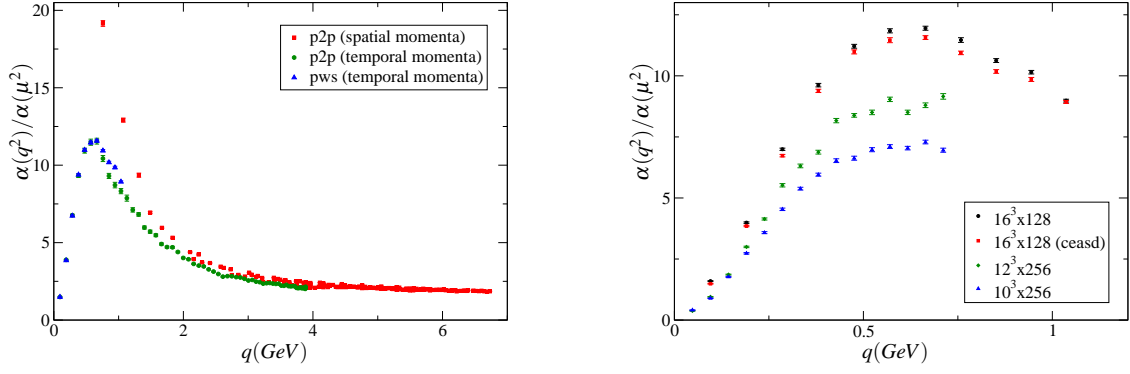 20
15
10
5
0
α(q²)/α(μ²)
0
2
4
6
q(GeV)
p2p (spatial momenta)
p2p (temporal momenta)
pws (temporal momenta)
10
5
0
α(q²)/α(μ²)
0
0.5
1
q(GeV)
16³x128
16³x128 (ceasd)
12³x256
10³x256